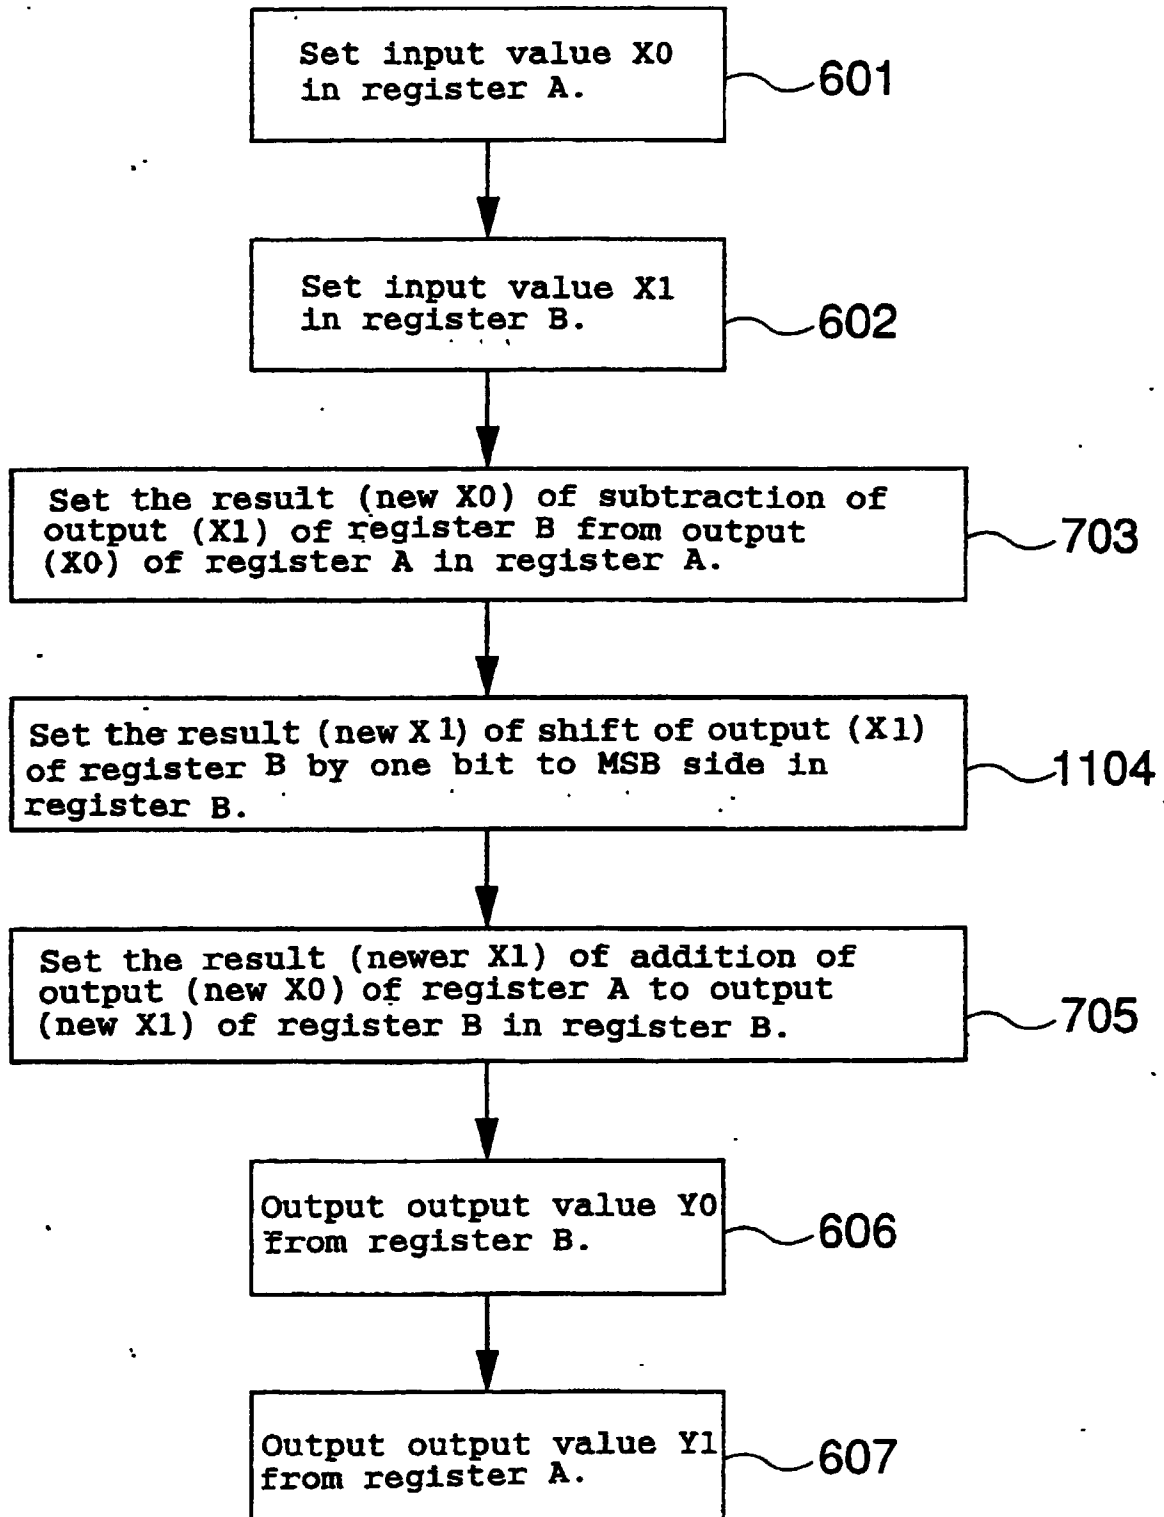 Set input value X0
in register A.
601
Set input value X1
in register B.
602
Set the result (new X0) of subtraction of
output (X1) of register B from output
(X0) of register A in register A.
703
Set the result (new X1) of shift of output (X1)
of register B by one bit to MSB side in
register B.
1104
Set the result (newer X1) of addition of
output (new X0) of register A to output
(new X1) of register B in register B.
705
Output output value Y0
from register B.
606
Output output value Y1
from register A.
607